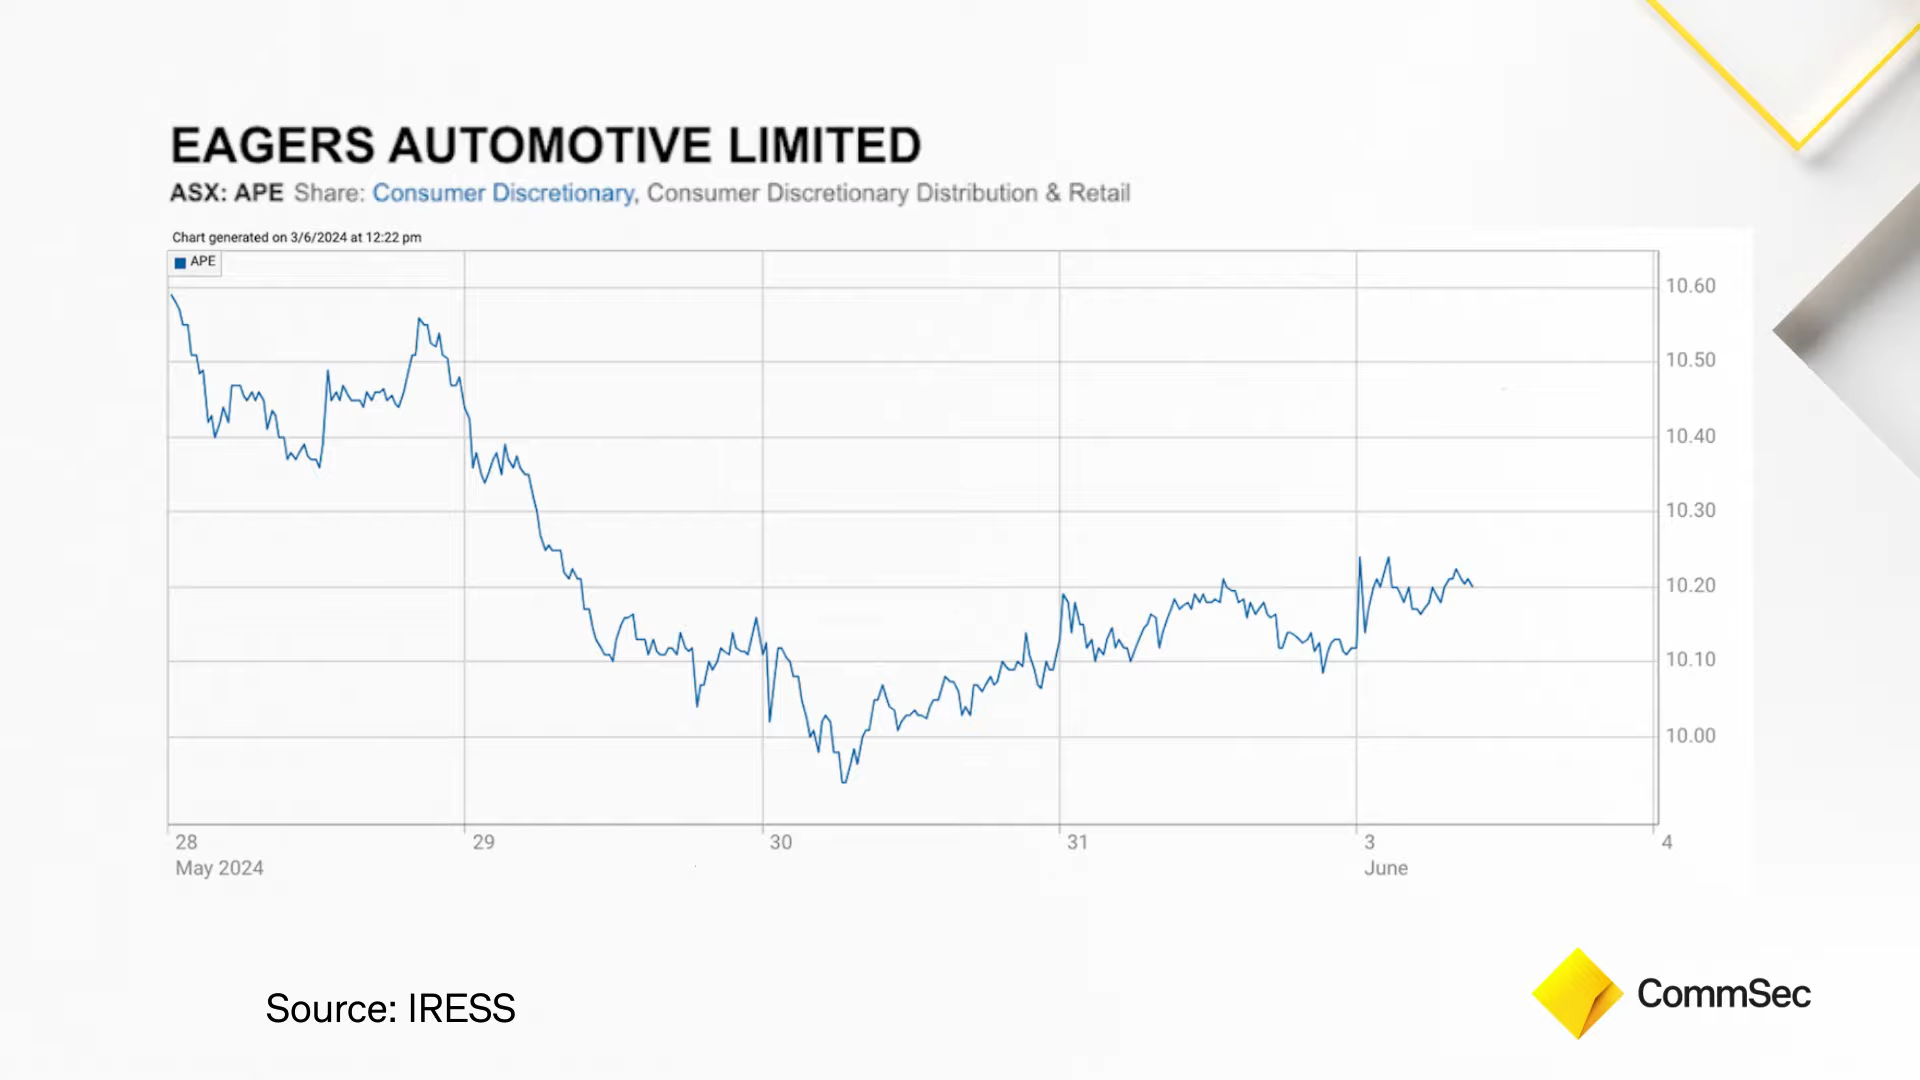 EAGERS AUTOMOTIVE LIMITED
ASX: APE Share: Consumer Discretionary, Consumer Discretionary Distribution & Retail
Chart generated on 3/6/2024 at 12:22 pm
APE
10.60
10.50
10.40
10.30
10.20
10.10
10.00
28 29 30 31 3 4
May 2024 June
Source: IRESS
CommSec